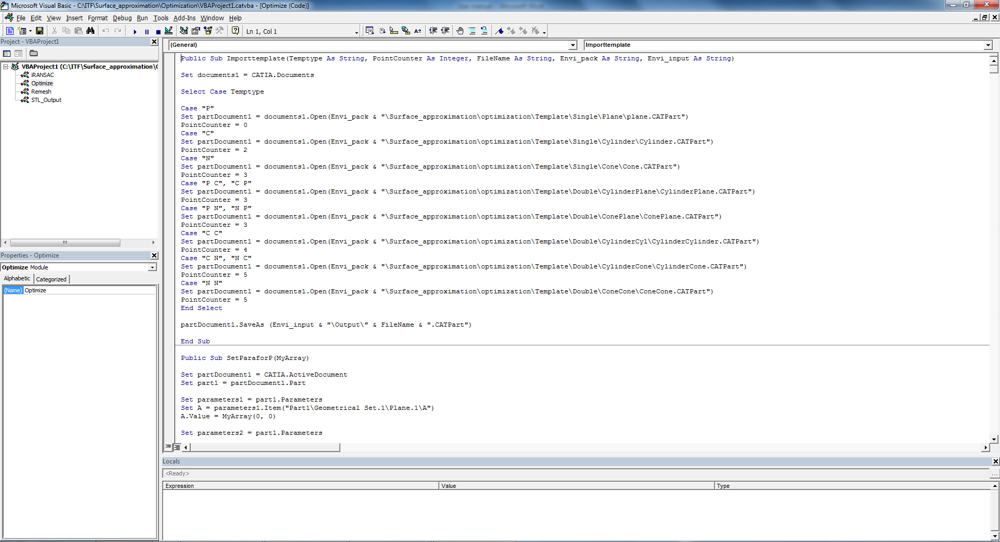 Microsoft Visual Basic - C:\ITF\Surface_approximation\Optimization\VBAProject1.catvba - [Optimize (Code)]
File Edit View Insert Format Debug Run Tools Add-Ins Window Help
Ln 1, Col 1
Project - VBAProject1
VBAProject1 (C:\ITF\Surface_approximation\
iRANSAC
Optimize
Remesh
STL_Output
Properties - Optimize
Optimize Module
Alphabetic Categorized
(Name) Optimize
(General) Importtemplate
Public Sub Importtemplate(Temptype As String, PointCounter As Integer, FileName As String, Envi_pack As String, Envi_input As String)
Set documents1 = CATIA.Documents
Select Case Temptype
Case "P"
Set partDocument1 = documents1.Open(Envi_pack & "\Surface_approximation\optimization\Template\Single\Plane\plane.CATPart")
PointCounter = 0
Case "C"
Set partDocument1 = documents1.Open(Envi_pack & "\Surface_approximation\optimization\Template\Single\Cylinder\Cylinder.CATPart")
PointCounter = 2
Case "N"
Set partDocument1 = documents1.Open(Envi_pack & "\Surface_approximation\optimization\Template\Single\Cone\Cone.CATPart")
PointCounter = 3
Case "P C", "C P"
Set partDocument1 = documents1.Open(Envi_pack & "\Surface_approximation\optimization\Template\Double\CylinderPlane\CylinderPlane.CATPart")
PointCounter = 3
Case "P N", "N P"
Set partDocument1 = documents1.Open(Envi_pack & "\Surface_approximation\optimization\Template\Double\ConePlane\ConePlane.CATPart")
PointCounter = 3
Case "C C"
Set partDocument1 = documents1.Open(Envi_pack & "\Surface_approximation\optimization\Template\Double\CylinderCyl\CylinderCylinder.CATPart")
PointCounter = 4
Case "C N", "N C"
Set partDocument1 = documents1.Open(Envi_pack & "\Surface_approximation\optimization\Template\Double\CylinderCone\CylinderCone.CATPart")
PointCounter = 5
Case "N N"
Set partDocument1 = documents1.Open(Envi_pack & "\Surface_approximation\optimization\Template\Double\ConeCone\ConeCone.CATPart")
PointCounter = 5
End Select
partDocument1.SaveAs (Envi_input & "\Output\" & FileName & ".CATPart")
End Sub
Public Sub SetParaforP(MyArray)
Set partDocument1 = CATIA.ActiveDocument
Set part1 = partDocument1.Part
Set parameters1 = part1.Parameters
Set A = parameters1.Item("Part1\Geometrical Set.1\Plane.1\A")
A.Value = MyArray(0, 0)
Set parameters2 = part1.Parameters
Locals
<Ready>
Expression Value Type